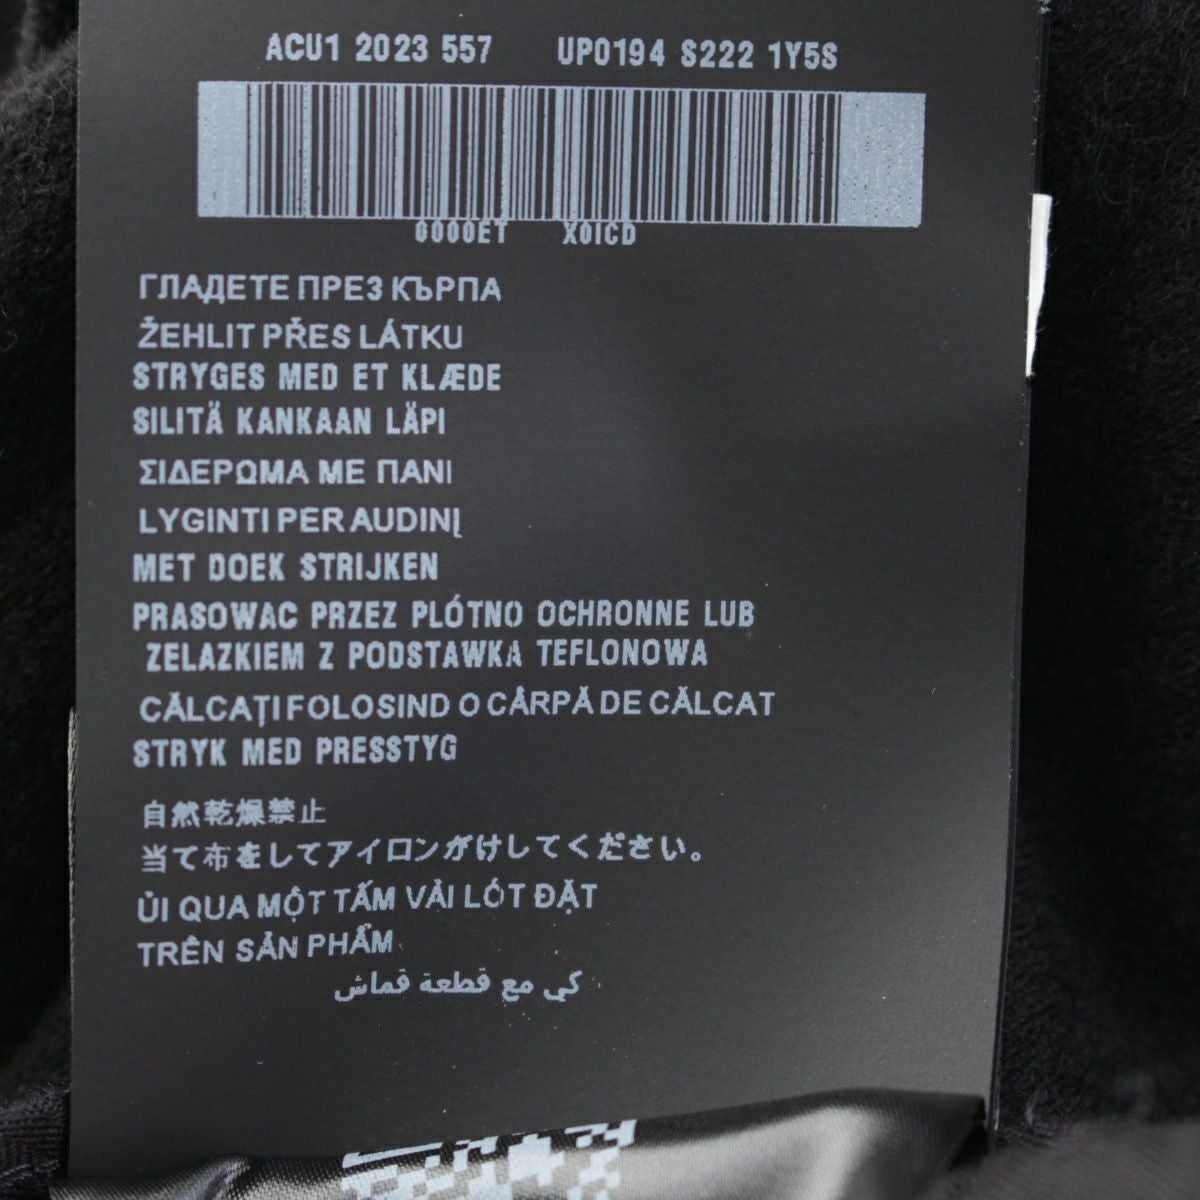 ACU1 2023 557 UP0194 S222 1Y5S
0000ET X0ICD
ГЛАДЕТЕ ПРЕЗ КЪРПА
ŽEHLIT PŘES LÁTKU
STRYGES MED ET KLÆDE
SILITÄ KANKAAN LÄPI
ΣΙΔΕΡΩΜΑ ΜΕ ΠΑΝΙ
LYGINTI PER AUDINĮ
MET DOEK STRIJKEN
PRASOWAC PRZEZ PLÓTNO OCHRONNE LUB
ZELAZKIEM Z PODSTAWKA TEFLONOWA
CĂLCAȚI FOLOSIND O CÂRPĂ DE CĂLCAT
STRYK MED PRESSTYG
自然乾燥禁止
当て布をしてアイロンがけしてください。
ỦI QUA MỘT TẤM VẢI LÓT ĐẶT
TRÊN SẢN PHẨM
كي مع قطعة قماش